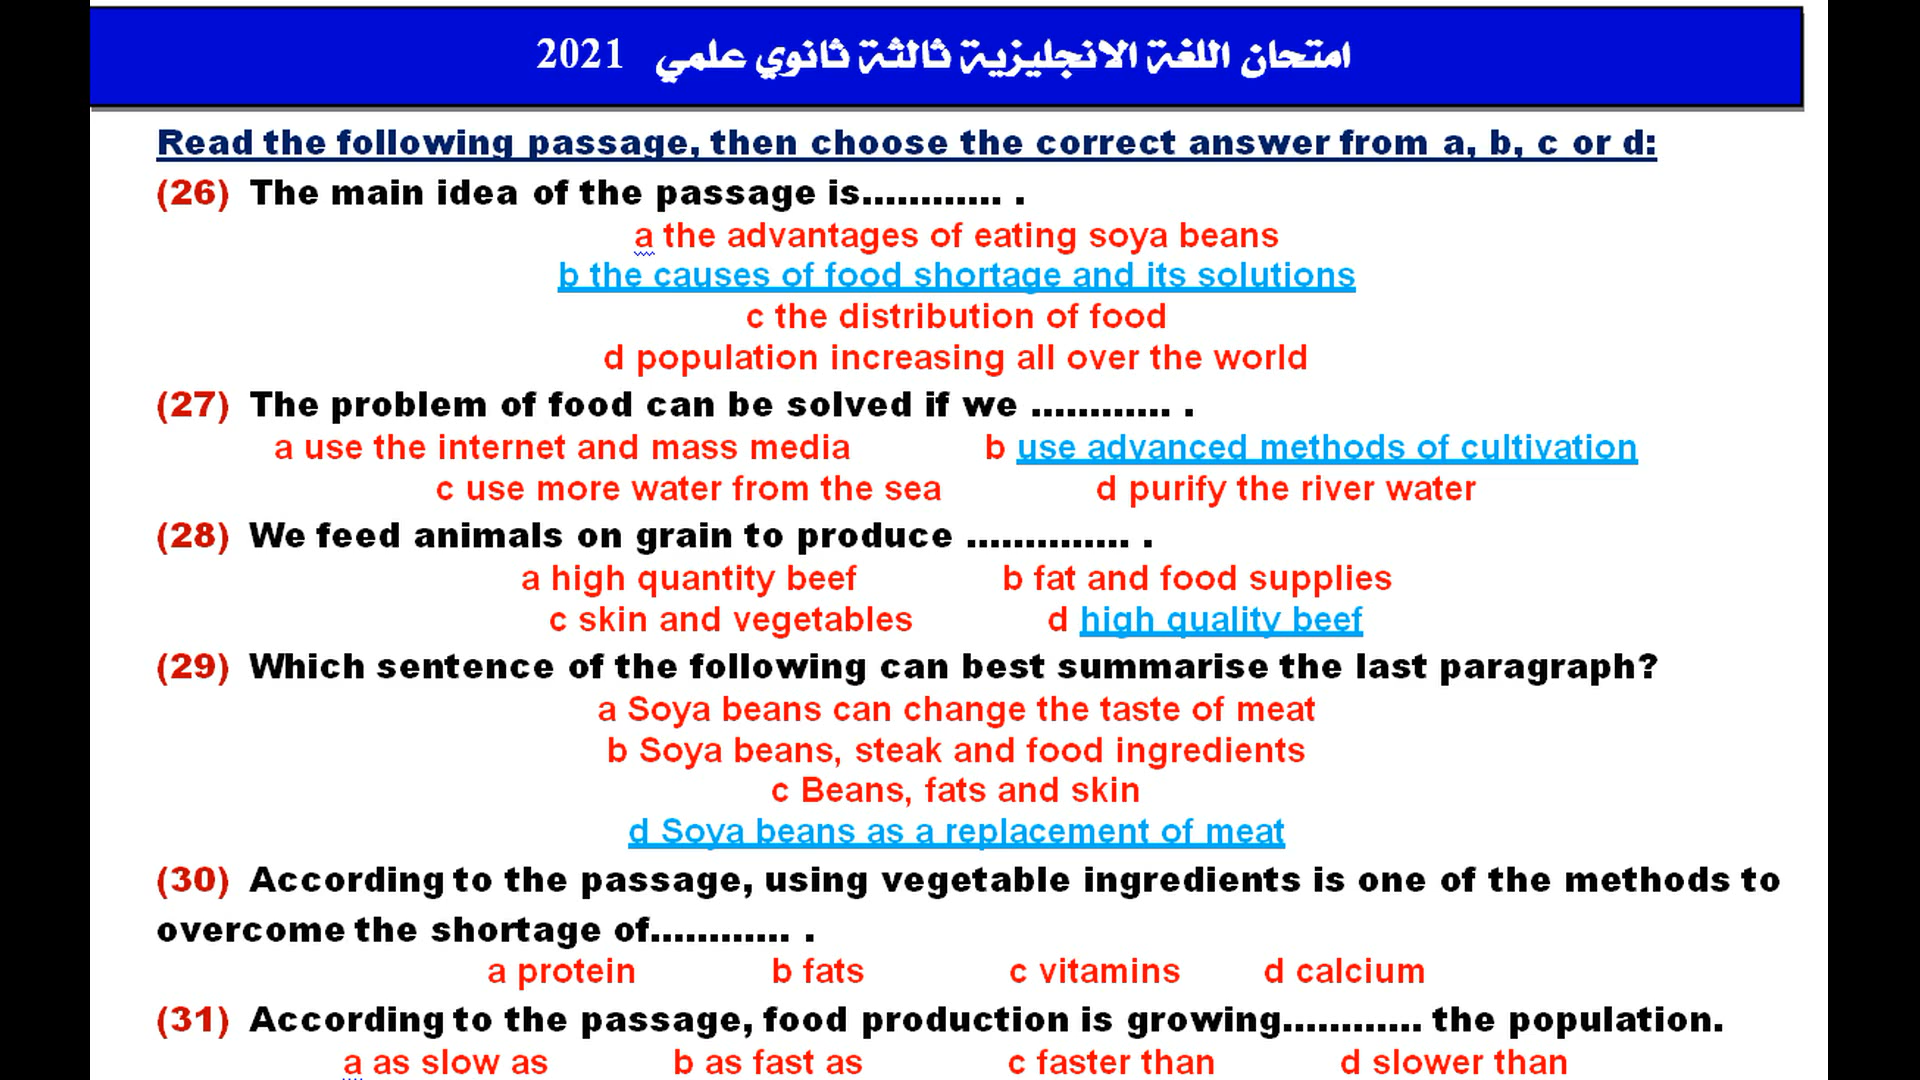 امتحان اللغة الانجليزية ثالثة ثانوي علمي 2021
Read the following passage, then choose the correct answer from a, b, c or d:
(26) The main idea of the passage is............ .
a the advantages of eating soya beans
b the causes of food shortage and its solutions
c the distribution of food
d population increasing all over the world
(27) The problem of food can be solved if we ............ .
a use the internet and mass media b use advanced methods of cultivation
c use more water from the sea d purify the river water
(28) We feed animals on grain to produce .............. .
a high quantity beef b fat and food supplies
c skin and vegetables d high quality beef
(29) Which sentence of the following can best summarise the last paragraph?
a Soya beans can change the taste of meat
b Soya beans, steak and food ingredients
c Beans, fats and skin
d Soya beans as a replacement of meat
(30) According to the passage, using vegetable ingredients is one of the methods to
overcome the shortage of............ .
a protein b fats c vitamins d calcium
(31) According to the passage, food production is growing............ the population.
a as slow as b as fast as c faster than d slower than